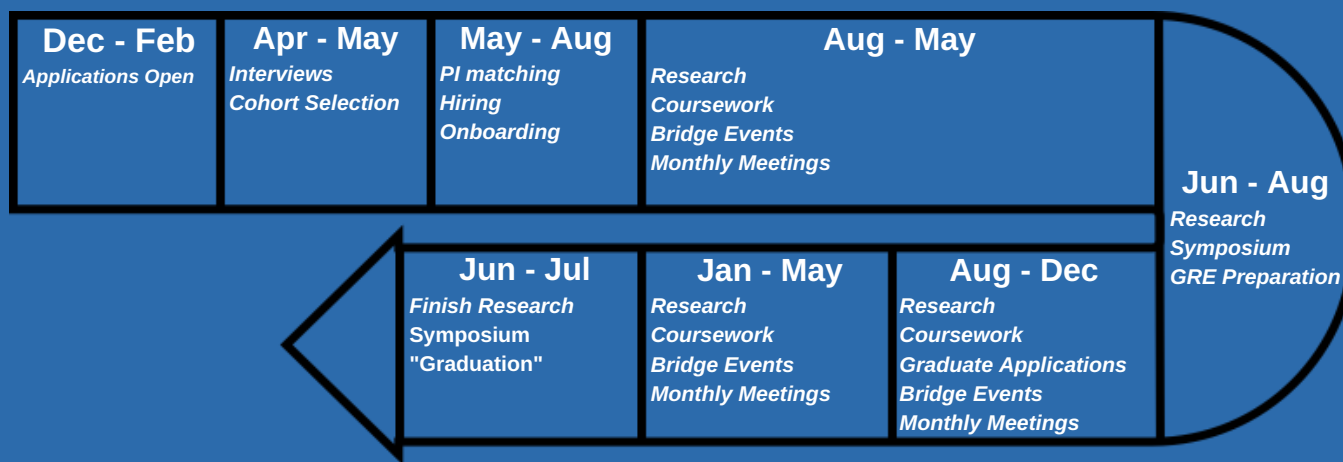 Dec - Feb
Applications Open
Apr - May
Interviews
Cohort Selection
May - Aug
PI matching
Hiring
Onboarding
Aug - May
Research
Coursework
Bridge Events
Monthly Meetings
Jun - Aug
Research
Symposium
GRE Preparation
Aug - Dec
Research
Coursework
Graduate Applications
Bridge Events
Monthly Meetings
Jan - May
Research
Coursework
Bridge Events
Monthly Meetings
Jun - Jul
Finish Research
Symposium
"Graduation"